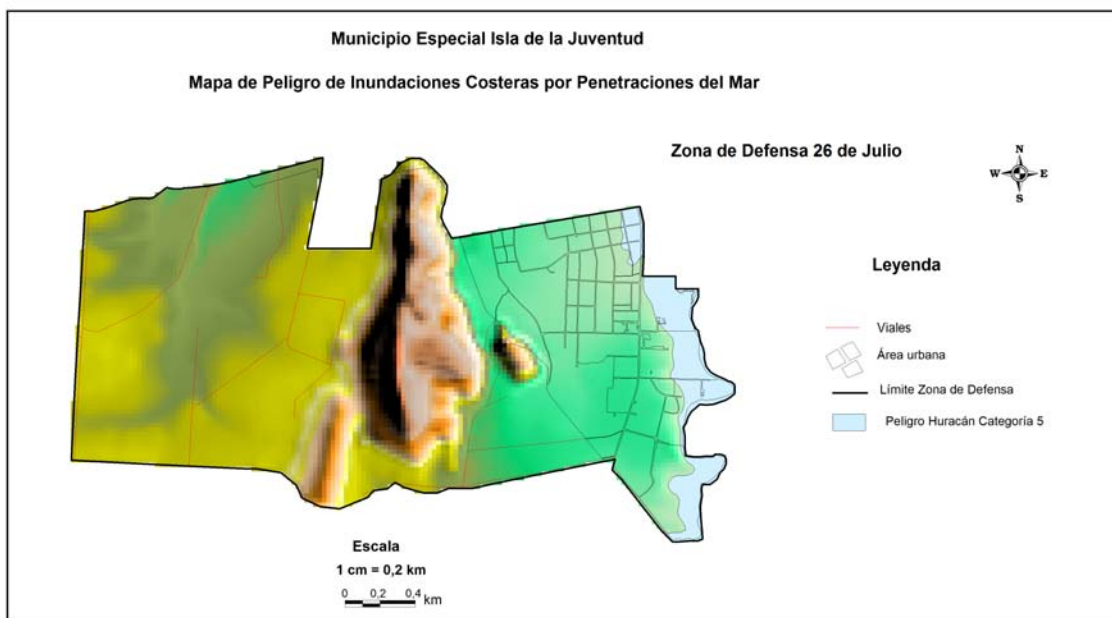 Municipio Especial Isla de la Juventud
Mapa de Peligro de Inundaciones Costeras por Penetraciones del Mar
Zona de Defensa 26 de Julio
N
W E
S
Leyenda
Viales
Área urbana
Límite Zona de Defensa
Peligro Huracán Categoría 5
Escala
1 cm = 0,2 km
0 0,2 0,4 km